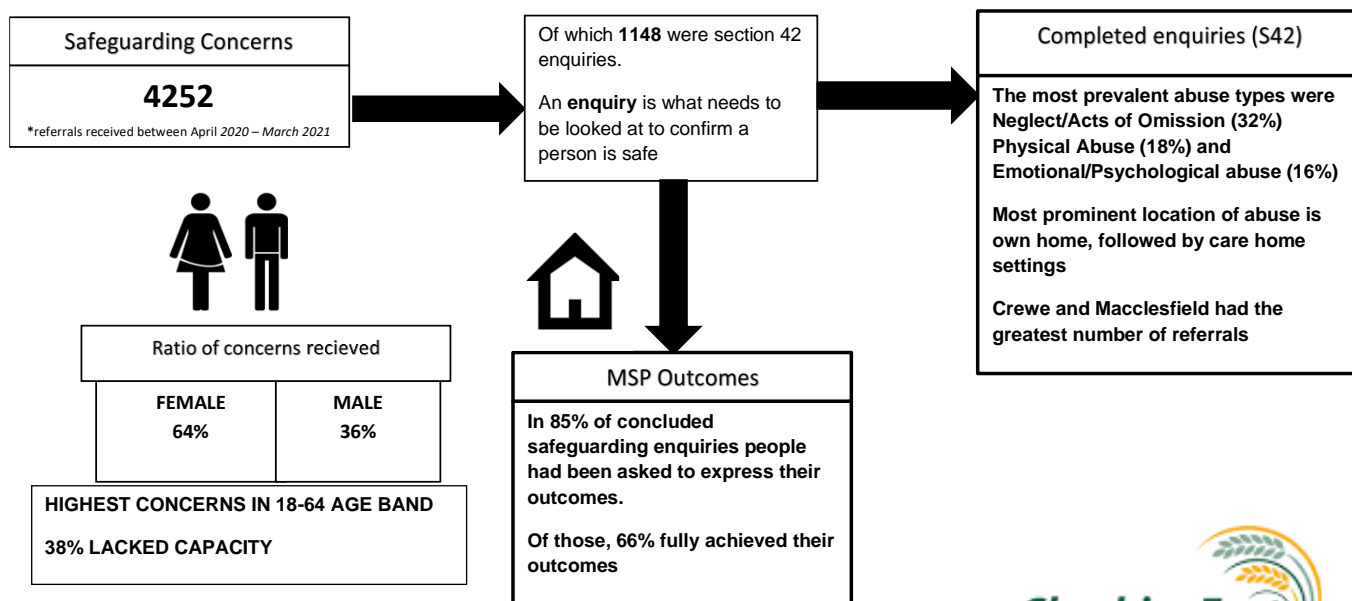 Safeguarding Concerns
4252
*referrals received between April 2020 – March 2021
Of which 1148 were section 42
enquiries.
An enquiry is what needs to
be looked at to confirm a
person is safe
Completed enquiries (S42)
The most prevalent abuse types were
Neglect/Acts of Omission (32%)
Physical Abuse (18%) and
Emotional/Psychological abuse (16%)
Most prominent location of abuse is
own home, followed by care home
settings
Crewe and Macclesfield had the
greatest number of referrals
Ratio of concerns recieved
FEMALE
64%
MALE
36%
HIGHEST CONCERNS IN 18-64 AGE BAND
38% LACKED CAPACITY
MSP Outcomes
In 85% of concluded
safeguarding enquiries people
had been asked to express their
outcomes.
Of those, 66% fully achieved their
outcomes